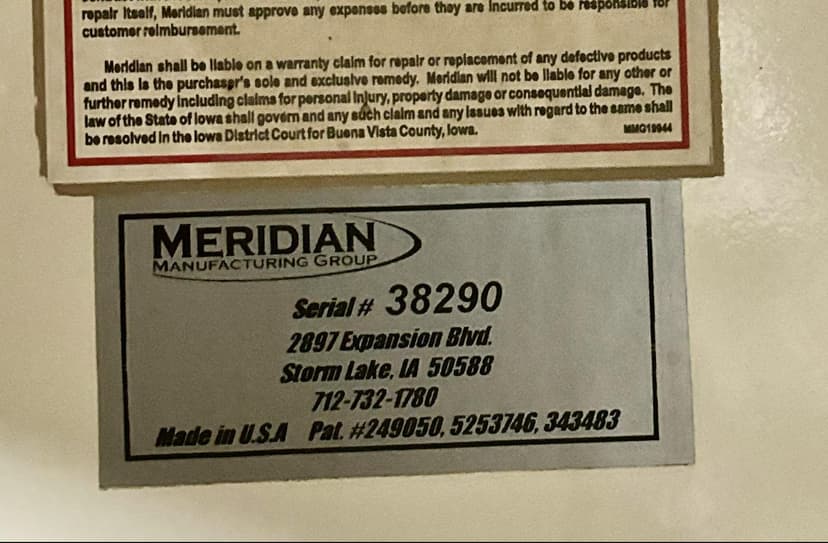 repair itself, Meridian must approve any expenses before they are incurred to be responsible for
customer reimbursement.
Meridian shall be liable on a warranty claim for repair or replacement of any defective products
and this is the purchaser's sole and exclusive remedy. Meridian will not be liable for any other or
further remedy including claims for personal injury, property damage or consequential damage. The
law of the State of Iowa shall govern and any such claim and any issues with regard to the same shall
be resolved in the Iowa District Court for Buena Vista County, Iowa.
MMG19944
MERIDIAN
MANUFACTURING GROUP
Serial # 38290
2897 Expansion Blvd.
Storm Lake, IA 50588
712-732-1780
Made in U.S.A Pat. #249050, 5253746, 343483